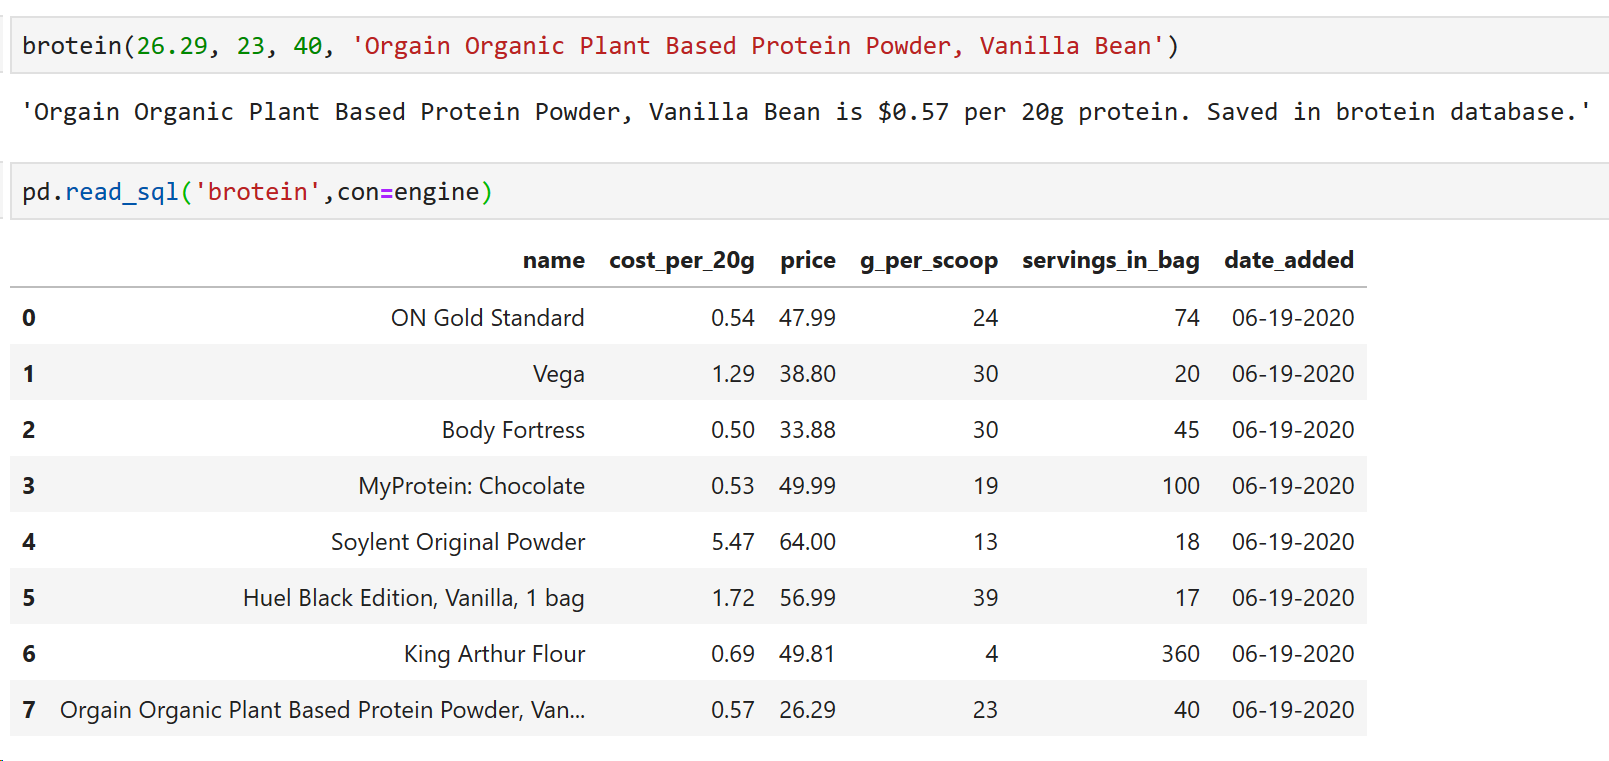 brotein(26.29, 23, 40, 'Orgain Organic Plant Based Protein Powder, Vanilla Bean')
'Orgain Organic Plant Based Protein Powder, Vanilla Bean is $0.57 per 20g protein. Saved in brotein database.'
pd.read_sql('brotein',con=engine)
name cost_per_20g price g_per_scoop servings_in_bag date_added
0 ON Gold Standard 0.54 47.99 24 74 06-19-2020
1 Vega 1.29 38.80 30 20 06-19-2020
2 Body Fortress 0.50 33.88 30 45 06-19-2020
3 MyProtein: Chocolate 0.53 49.99 19 100 06-19-2020
4 Soylent Original Powder 5.47 64.00 13 18 06-19-2020
5 Huel Black Edition, Vanilla, 1 bag 1.72 56.99 39 17 06-19-2020
6 King Arthur Flour 0.69 49.81 4 360 06-19-2020
7 Orgain Organic Plant Based Protein Powder, Van... 0.57 26.29 23 40 06-19-2020